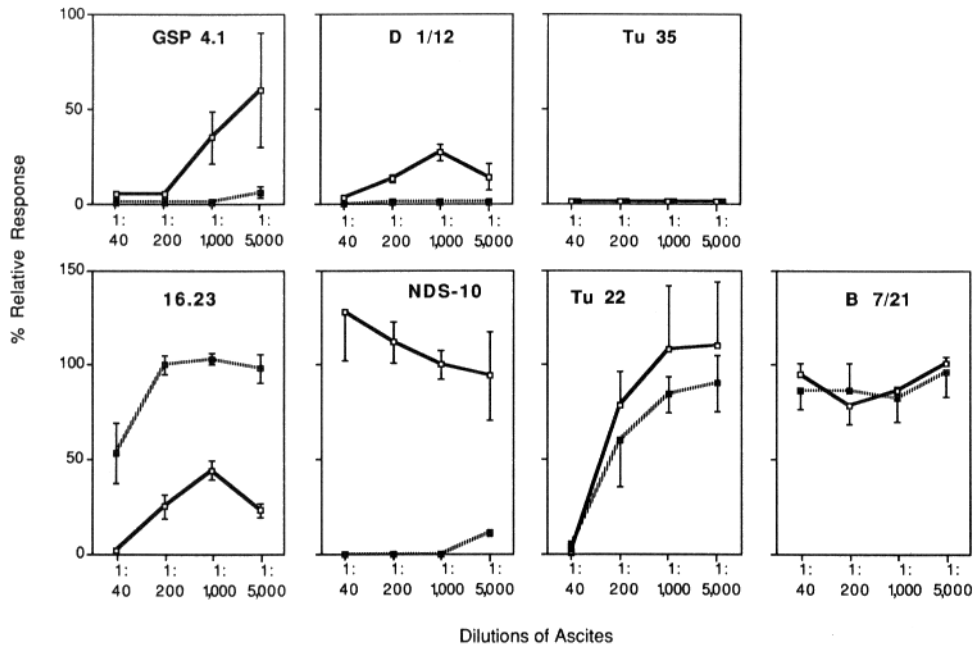 100
50
0
GSP 4.1
D 1/12
Tu 35
1: 1: 1: 1:
40 200 1,000 5,000
1: 1: 1: 1:
40 200 1,000 5,000
1: 1: 1: 1:
40 200 1,000 5,000
% Relative Response
150
100
50
0
16.23
NDS-10
Tu 22
B 7/21
1: 1: 1: 1:
40 200 1,000 5,000
1: 1: 1: 1:
40 200 1,000 5,000
1: 1: 1: 1:
40 200 1,000 5,000
1: 1: 1: 1:
40 200 1,000 5,000
Dilutions of Ascites